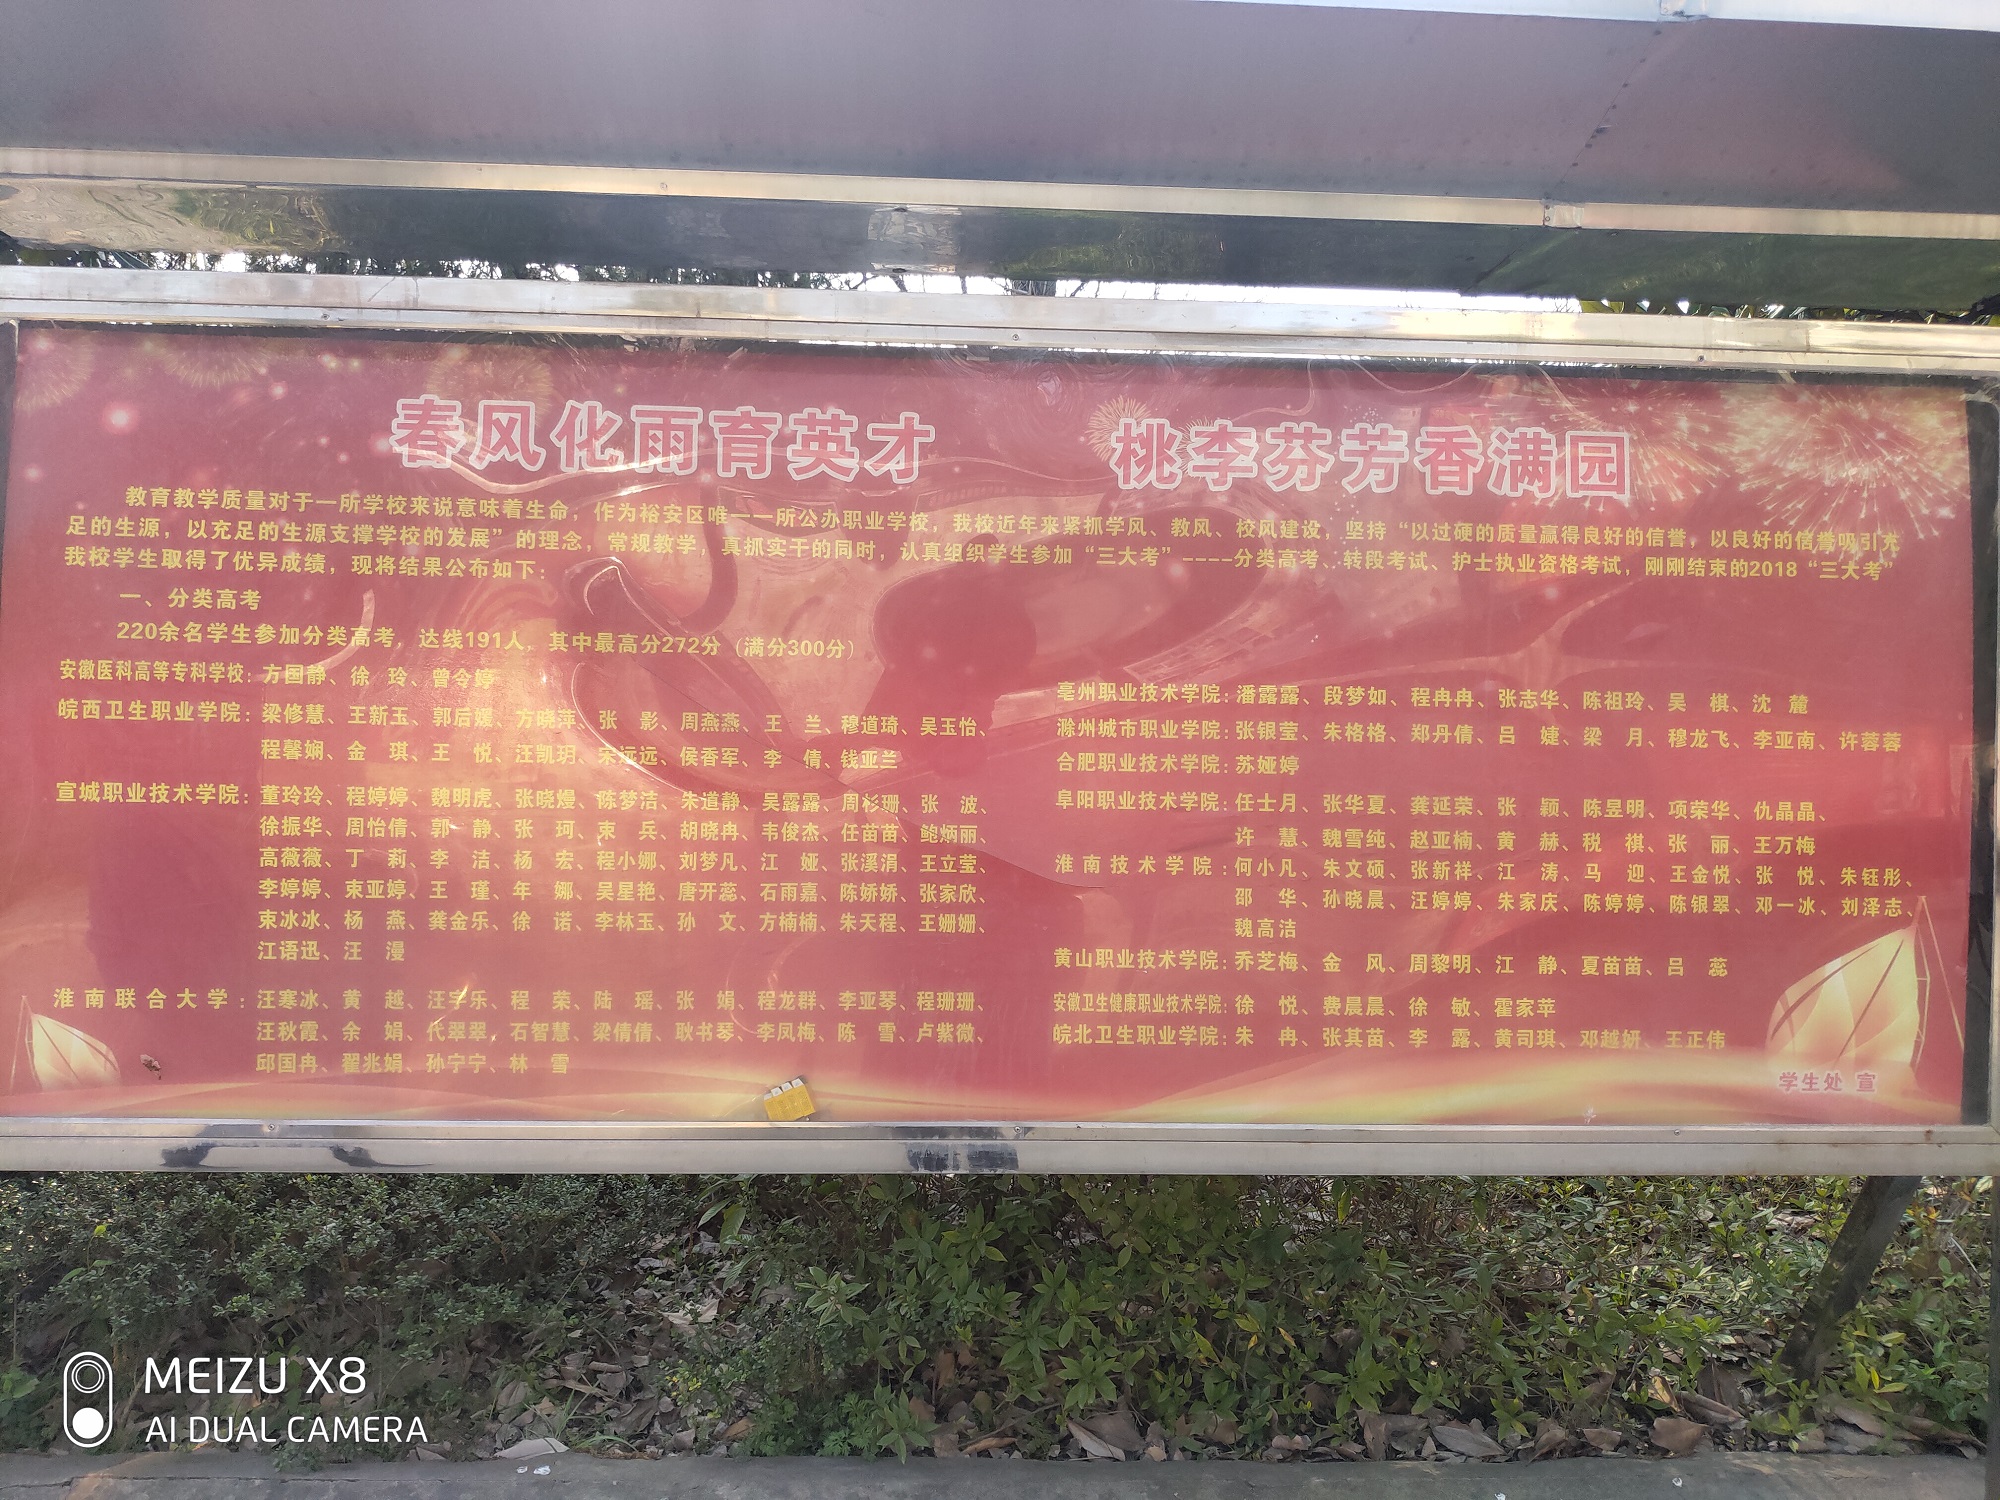 春风化雨育英才 桃李芬芳香满园
教育教学质量对于一所学校来说意味着生命，作为裕安区唯一一所公办职业学校，我校近年来紧抓学风、教风、校风建设，坚持“以过硬的质量赢得良好的信誉，以良好的信誉吸引充
足的生源，以充足的生源支撑学校的发展”的理念，常规教学，真抓实干的同时，认真组织学生参加“三大考”----分类高考、转段考试、护士执业资格考试，刚刚结束的2018“三大考”
我校学生取得了优异成绩，现将结果公布如下：
一、分类高考
220余名学生参加分类高考，达线191人，其中最高分272分（满分300分）
安徽医科高等专科学校：方国静、徐 玲、曾令婷
皖西卫生职业学院：梁修慧、王新玉、郭后媛、方晓萍、张 影、周燕燕、王 兰、穆道琦、吴玉怡、
程馨娴、金 琪、王 悦、汪凯玥、宋远远、侯香军、李 倩、钱亚兰
宣城职业技术学院：董玲玲、程婷婷、魏明虎、张晓嫚、陈梦洁、朱道静、吴露露、周杉珊、张 波、
徐振华、周怡倩、郭 静、张 珂、束 兵、胡晓冉、韦俊杰、任苗苗、鲍炳丽、
高薇薇、丁 莉、李 洁、杨 宏、程小娜、刘梦凡、江 娅、张溪涓、王立莹、
李婷婷、束亚婷、王 瑾、年 娜、吴星艳、唐开蕊、石雨嘉、陈娇娇、张家欣、
束冰冰、杨 燕、龚金乐、徐 诺、李林玉、孙 文、方楠楠、朱天程、王姗姗、
江语迅、汪 漫
淮南联合大学：汪寒冰、黄 越、汪宇乐、程 荣、陆 瑶、张 娟、程龙群、李亚琴、程珊珊、
汪秋霞、余 娟、代翠翠、石智慧、梁倩倩、耿书琴、李凤梅、陈 雪、卢紫微、
邱国冉、翟兆娟、孙宁宁、林 雪
亳州职业技术学院：潘露露、段梦如、程冉冉、张志华、陈祖玲、吴 棋、沈 麓
滁州城市职业学院：张银莹、朱格格、郑丹倩、吕 婕、梁 月、穆龙飞、李亚南、许蓉蓉
合肥职业技术学院：苏娅婷
阜阳职业技术学院：任士月、张华夏、龚延荣、张 颖、陈昱明、项荣华、仇晶晶、
许 慧、魏雪纯、赵亚楠、黄 赫、税 祺、张 丽、王万梅
淮南技术学院：何小凡、朱文硕、张新祥、江 涛、马 迎、王金悦、张 悦、朱钰彤、
邵 华、孙晓晨、汪婷婷、朱家庆、陈婷婷、陈银翠、邓一冰、刘泽志、
魏高洁
黄山职业技术学院：乔芝梅、金 风、周黎明、江 静、夏苗苗、吕 蕊
安徽卫生健康职业技术学院：徐 悦、费晨晨、徐 敏、霍家苹
皖北卫生职业学院：朱 冉、张其苗、李 露、黄司琪、邓越妍、王正伟
学生处 宣
MEIZU X8
AI DUAL CAMERA